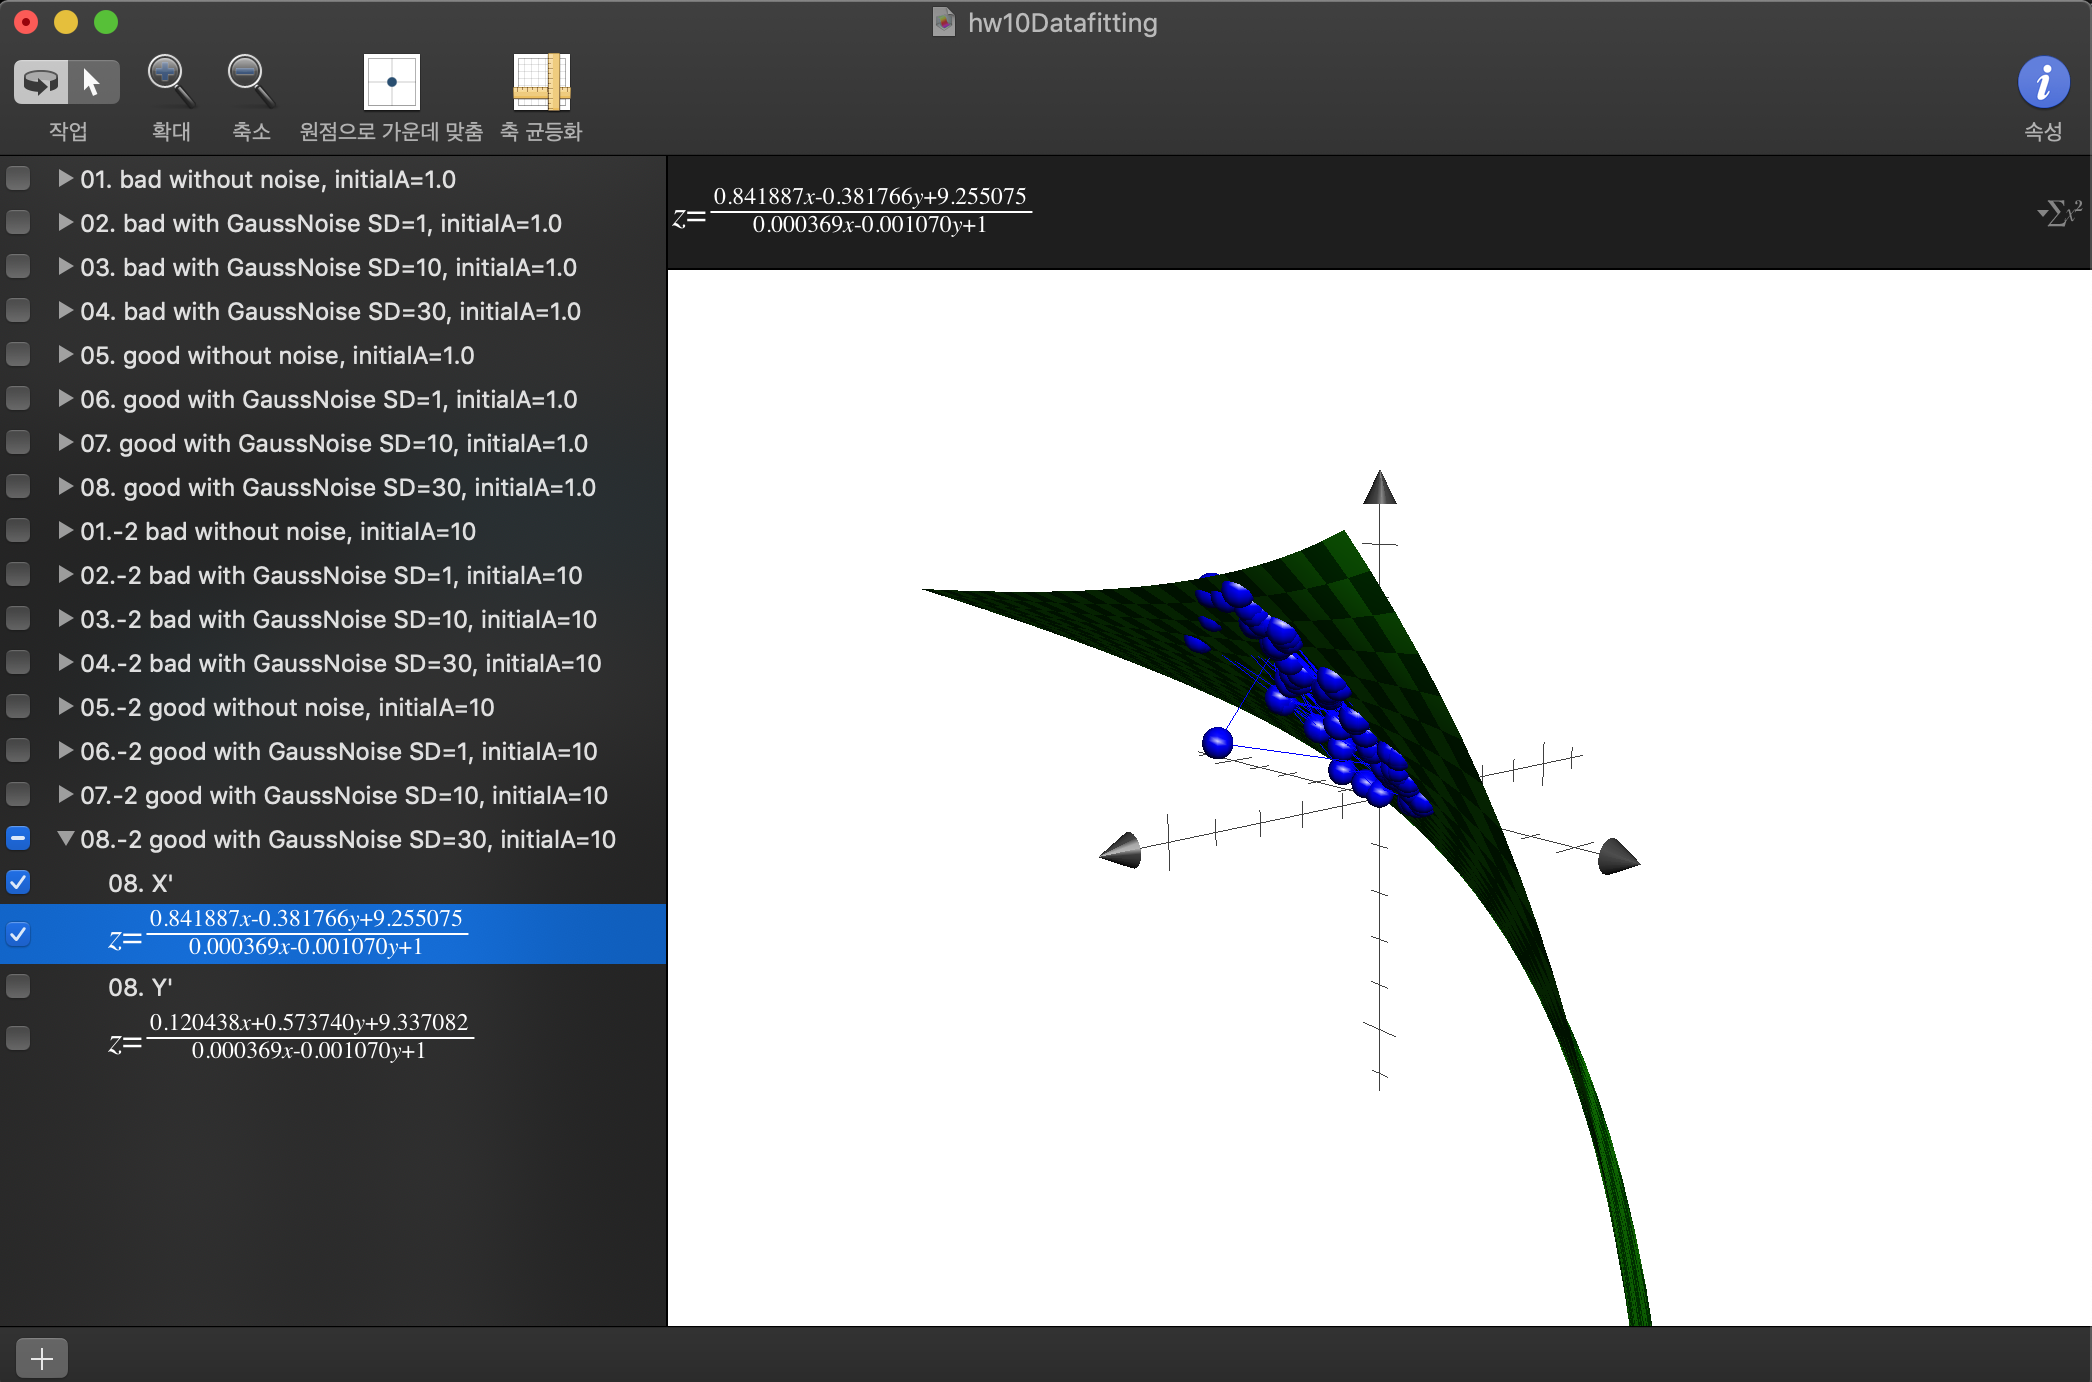 hw10Datafitting
작업
확대
축소
원점으로 가운데 맞춤
축 균등화
속성
01. bad without noise, initialA=1.0
02. bad with GaussNoise SD=1, initialA=1.0
03. bad with GaussNoise SD=10, initialA=1.0
04. bad with GaussNoise SD=30, initialA=1.0
05. good without noise, initialA=1.0
06. good with GaussNoise SD=1, initialA=1.0
07. good with GaussNoise SD=10, initialA=1.0
08. good with GaussNoise SD=30, initialA=1.0
01.-2 bad without noise, initialA=10
02.-2 bad with GaussNoise SD=1, initialA=10
03.-2 bad with GaussNoise SD=10, initialA=10
04.-2 bad with GaussNoise SD=30, initialA=10
05.-2 good without noise, initialA=10
06.-2 good with GaussNoise SD=1, initialA=10
07.-2 good with GaussNoise SD=10, initialA=10
08.-2 good with GaussNoise SD=30, initialA=10
08. X'
0.841887x-0.381766y+9.255075
z=
0.000369x-0.001070y+1
08. Y'
0.120438x+0.573740y+9.337082
z=
0.000369x-0.001070y+1
0.841887x-0.381766y+9.255075
z=
0.000369x-0.001070y+1
∑x²